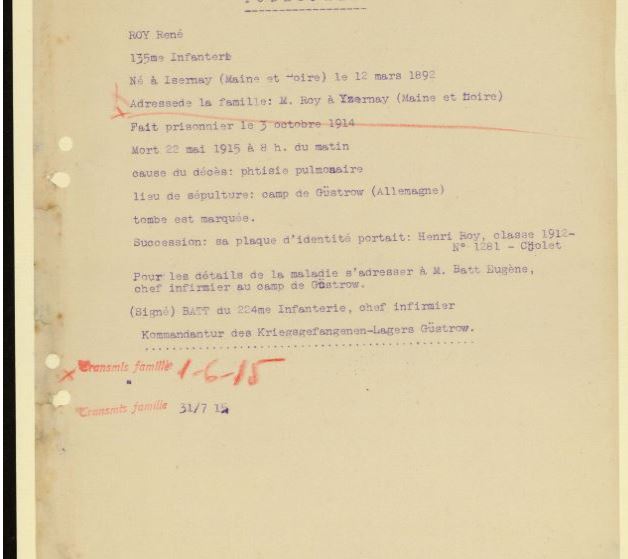 ROY René
135me Infanterb
Né à Isernay (Maine et Loire) le 12 mars 1892
Adressede la famille: M. Roy à Yzernay (Maine et Hoire)
Fait prisonnier le 3 octobre 1914
Mort 22 mai 1915 à 8 h. du matin
cause du décès: phtisie pulmonaire
lieu de sépulture: camp de Güstrow (Allemagne)
tombe est marquée.
Succession: sa plaque d'identité portait: Henri Roy, classe 1912-
N° 1281 - Cholet
Pour les détails de la maladie s'adresser à M. Batt Eugène,
chef infirmier au camp de Güstrow.
(Signé) BATT du 224me Infanterie, chef infirmier
Kommandantur des Kriegsgefangenen-Lagers Güstrow.
Transmis famille 1-6-15
Transmis famille 31/7 15